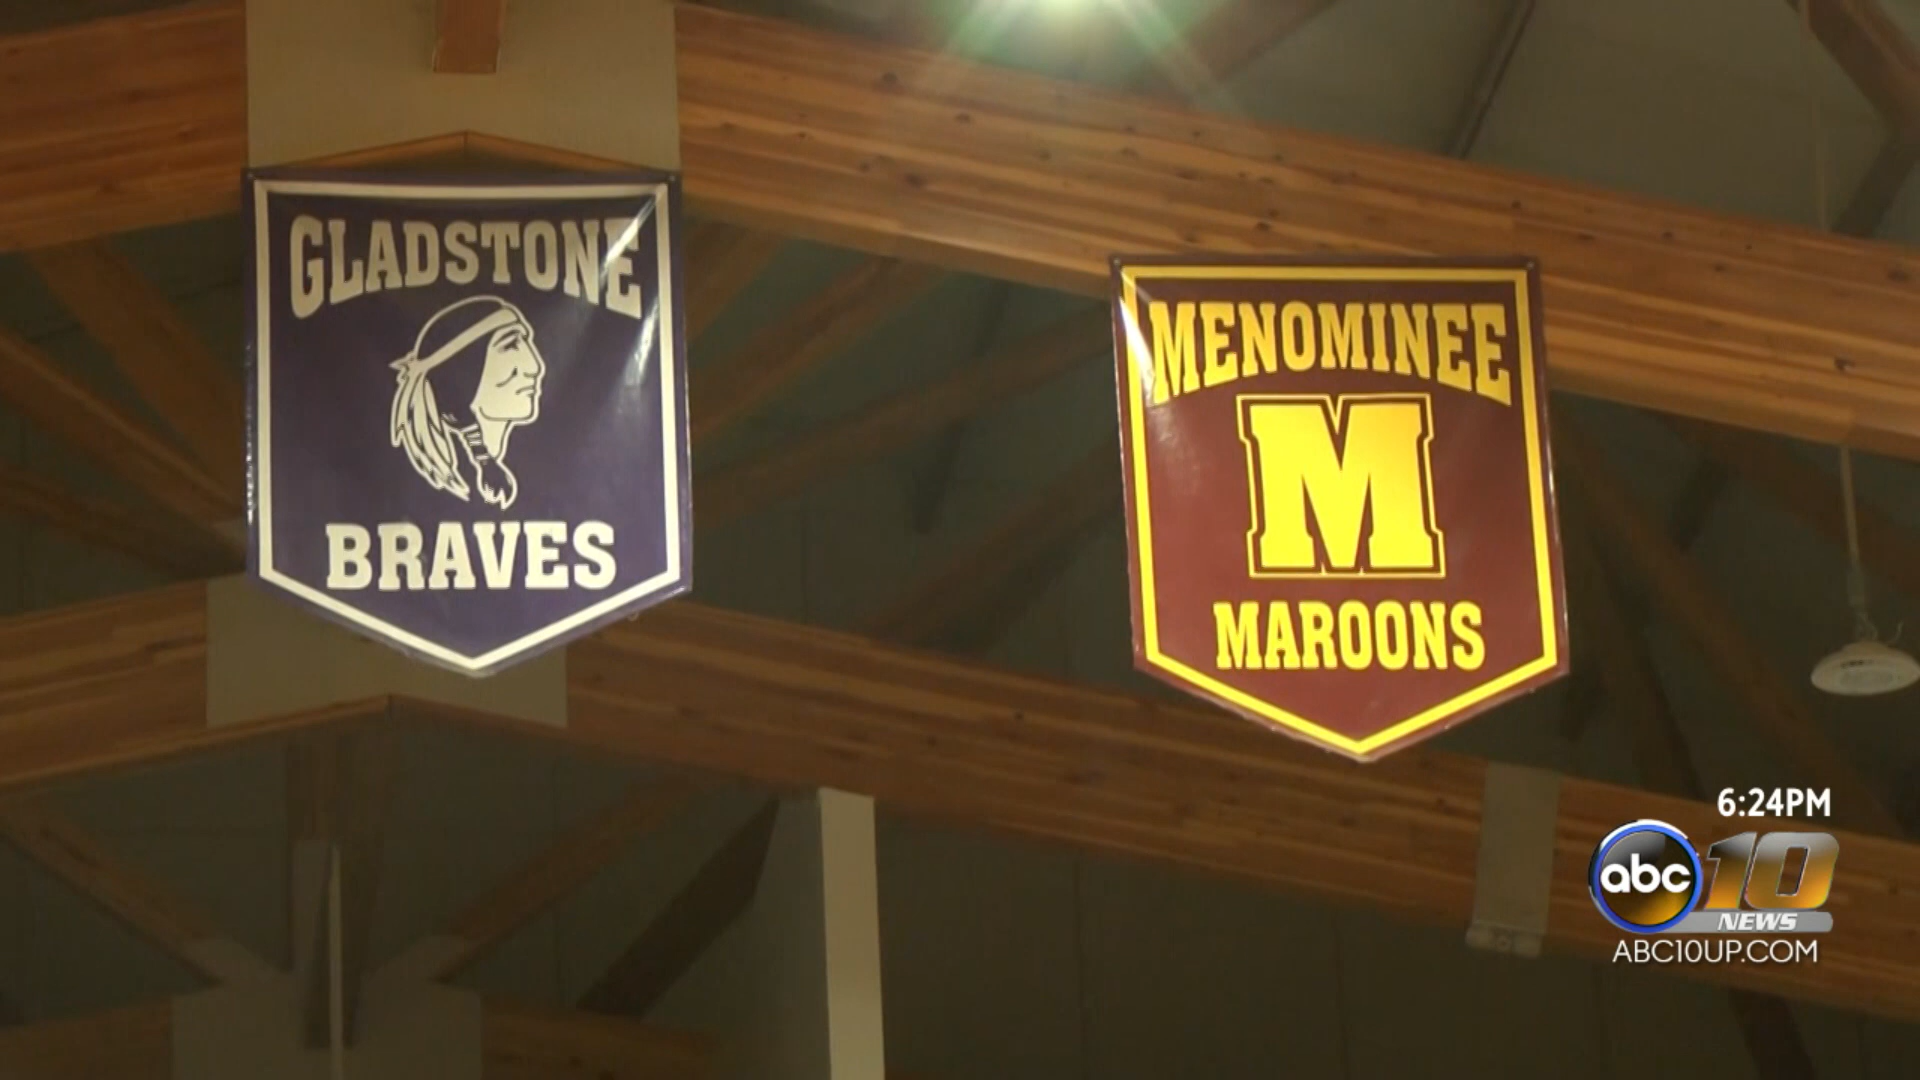 GLADSTONE
BRAVES
MENOMINEE
M
MAROONS
6:24PM
abc 10
NEWS
ABC10UP.COM